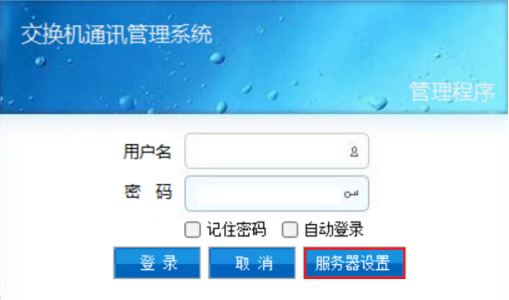 交换机通讯管理系统
管理程序
用户名
密 码
记住密码 自动登录
登 录 取 消 服务器设置